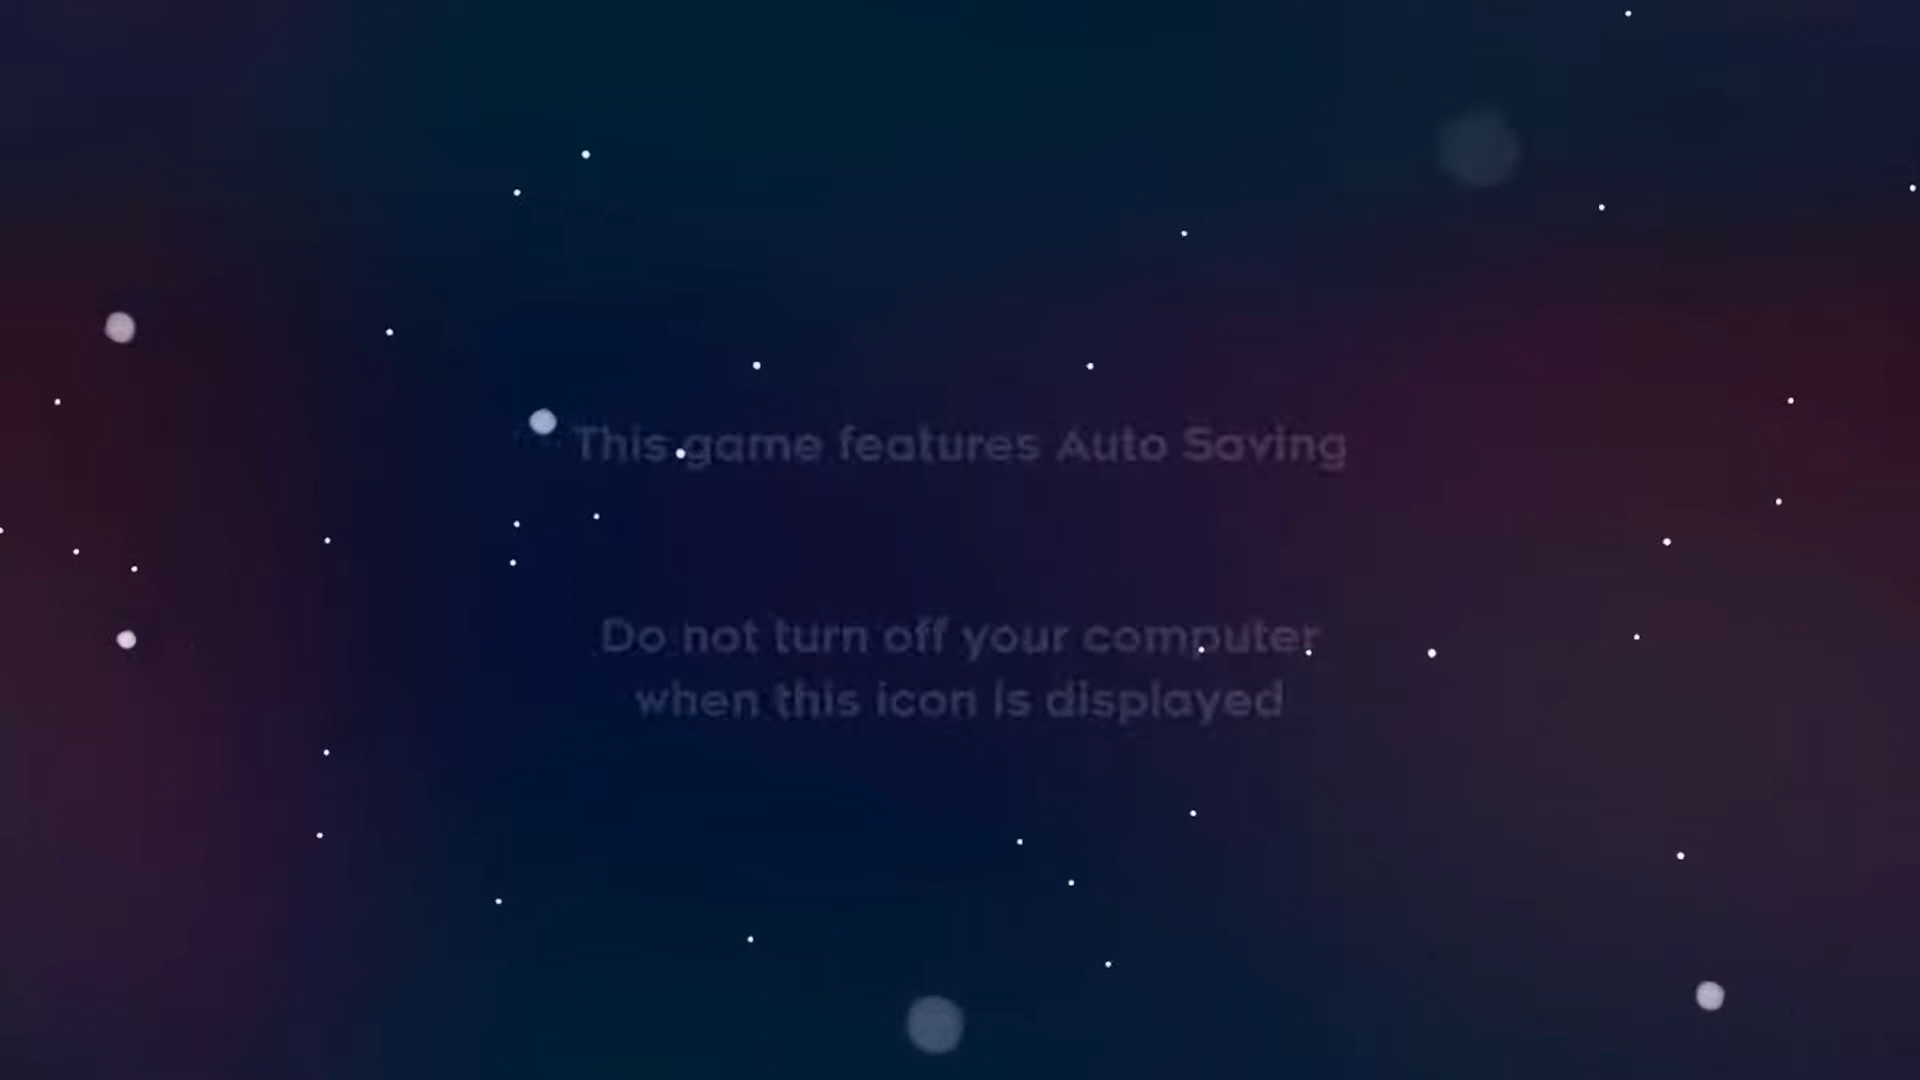 This game features Auto Saving
Do not turn off your computer
when this icon is displayed